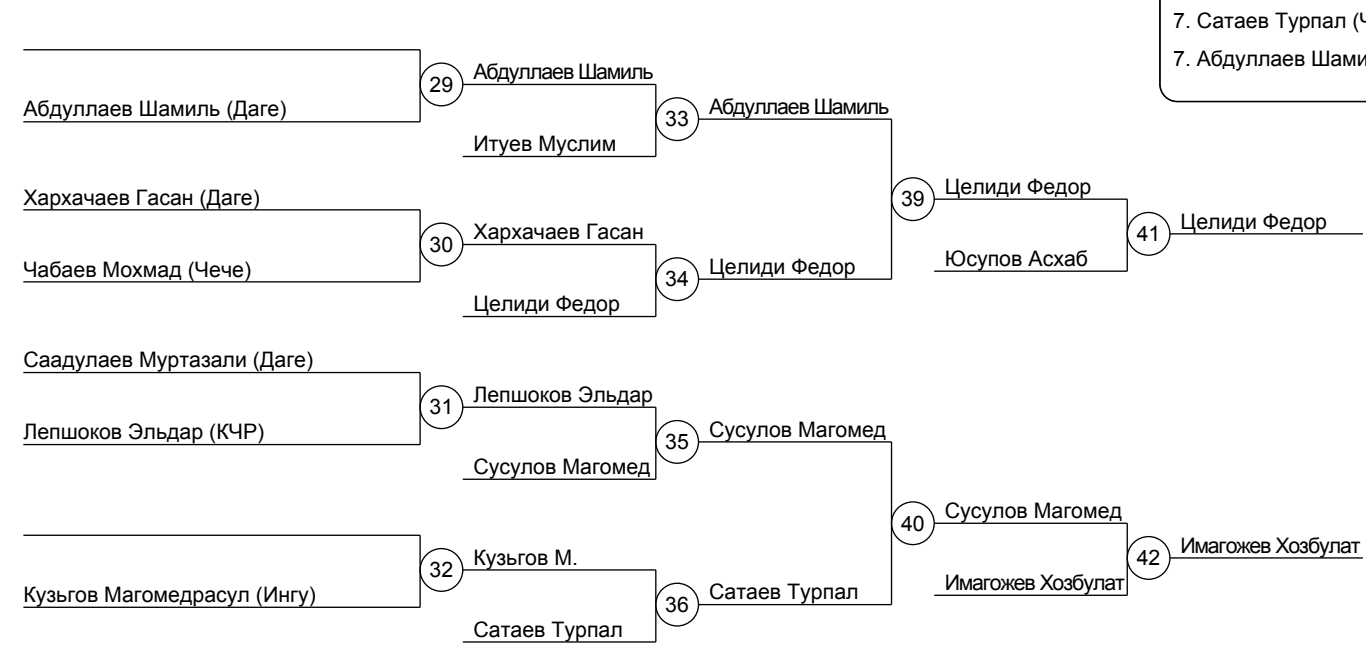 7. Сатаев Турпал (Ч
7. Абдуллаев Шами
29
Абдуллаев Шамиль
Абдуллаев Шамиль (Даге)
33
Абдуллаев Шамиль
Итуев Муслим
39
Целиди Федор
Хархачаев Гасан (Даге)
41
Целиди Федор
30
Хархачаев Гасан
Юсупов Асхаб
Чабаев Мохмад (Чече)
34
Целиди Федор
Целиди Федор
Саадулаев Муртазали (Даге)
31
Лепшоков Эльдар
Лепшоков Эльдар (КЧР)
35
Сусулов Магомед
Сусулов Магомед
40
Сусулов Магомед
32
Кузьгов М.
42
Имагожев Хозбулат
Имагожев Хозбулат
Кузьгов Магомедрасул (Ингу)
36
Сатаев Турпал
Сатаев Турпал